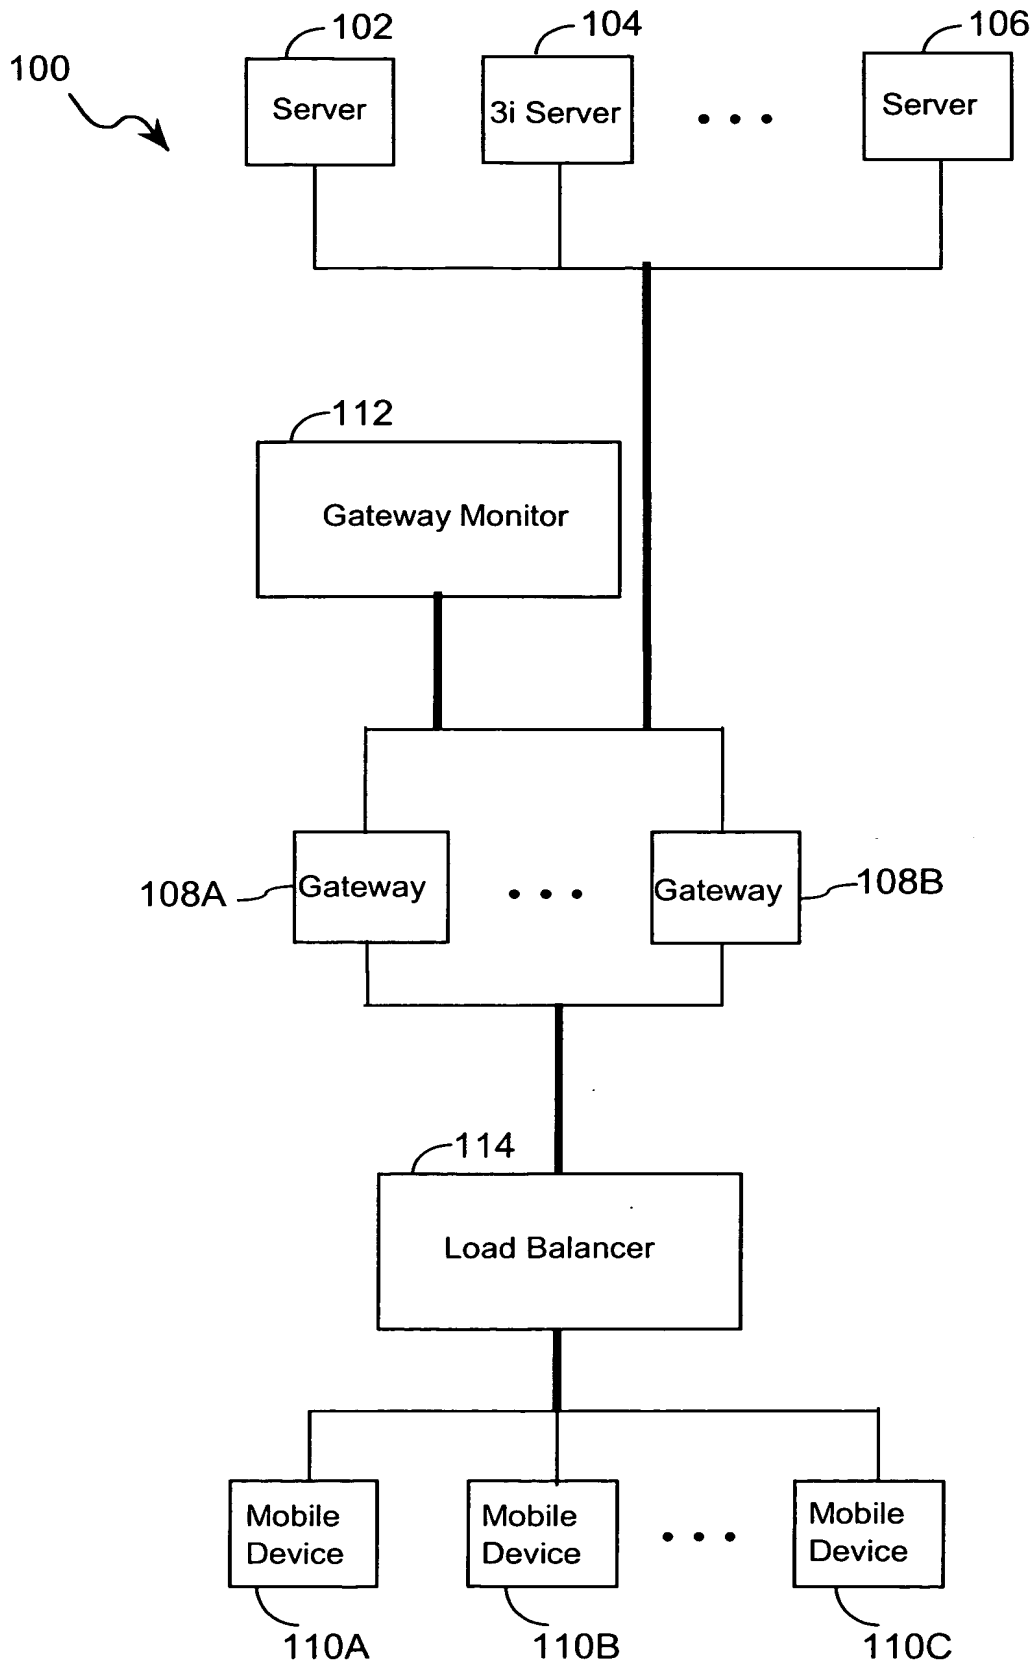 102
104
106
100
Server
3i Server
Server
112
Gateway Monitor
108A
Gateway
Gateway
108B
114
Load Balancer
Mobile
Device
Mobile
Device
Mobile
Device
110A
110B
110C